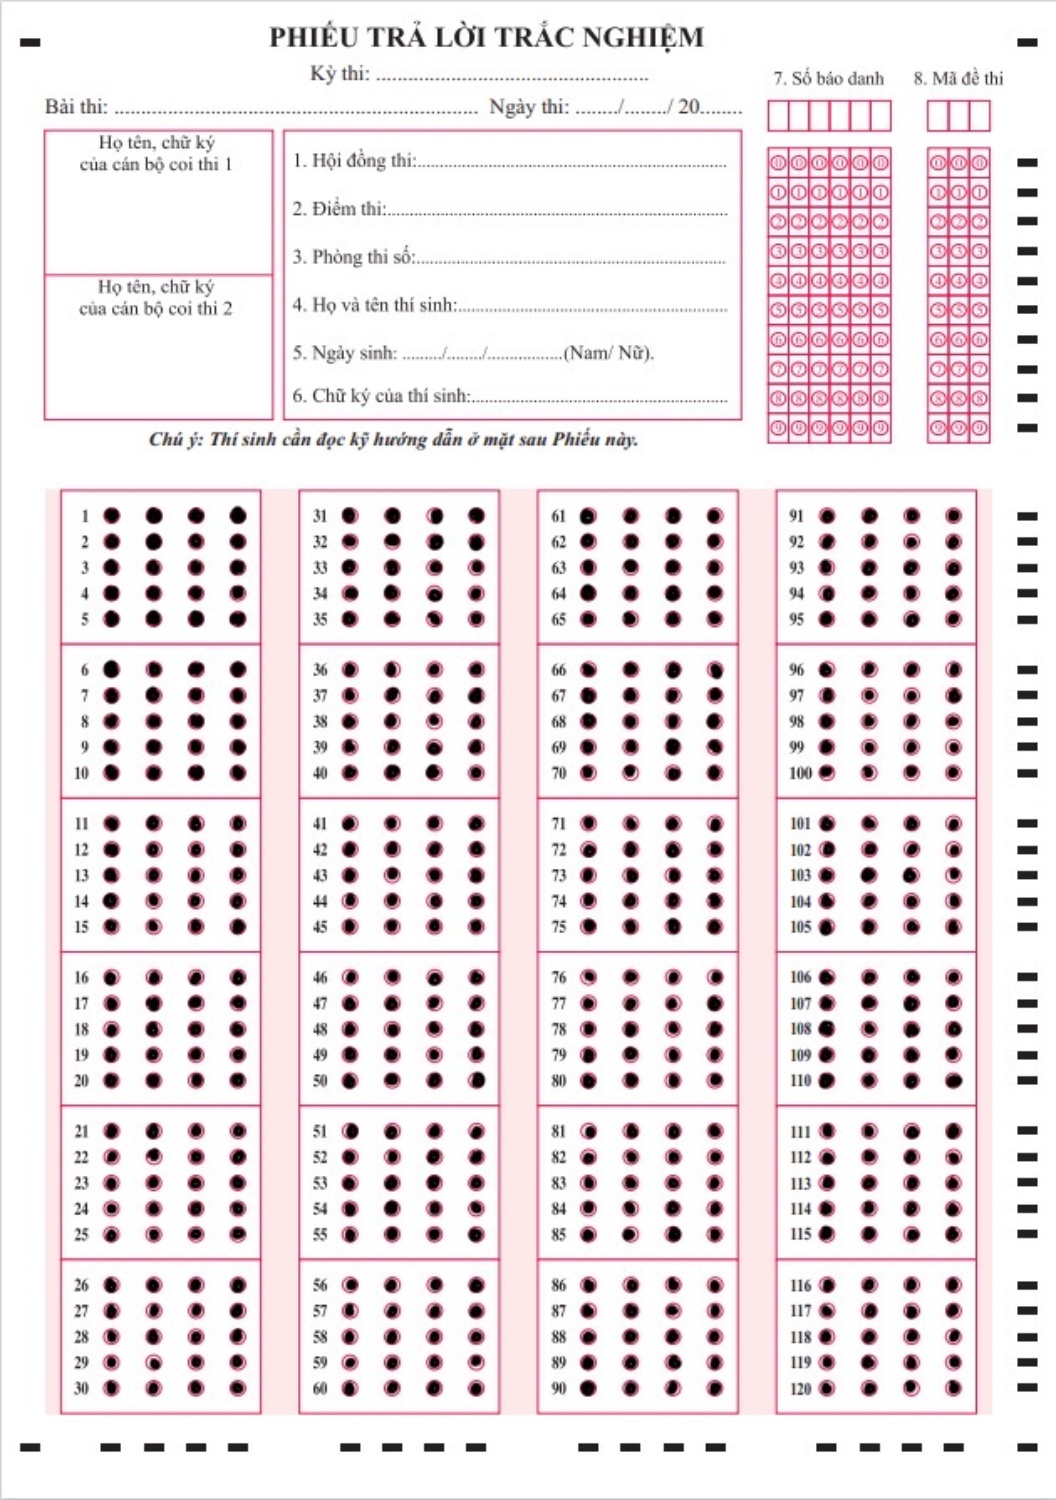 PHIẾU TRẢ LỜI TRẮC NGHIỆM
Kỳ thi: ..................................................
Bài thi: .................................................................. Ngày thi: ......../......../ 20........
Họ tên, chữ ký
của cán bộ coi thi 1
Họ tên, chữ ký
của cán bộ coi thi 2
1. Hội đồng thi:..................................................................
2. Điểm thi:.........................................................................
3. Phòng thi số:..................................................................
4. Họ và tên thí sinh:.........................................................
5. Ngày sinh: ........./......../................(Nam/ Nữ).
6. Chữ ký của thí sinh:......................................................
7. Số báo danh
8. Mã đề thi
0 0 0 0 0 0 0 0 0
1 1 1 1 1 1 1 1 1
2 2 2 2 2 2 2 2 2
3 3 3 3 3 3 3 3 3
4 4 4 4 4 4 4 4 4
5 5 5 5 5 5 5 5 5
6 6 6 6 6 6 6 6 6
7 7 7 7 7 7 7 7 7
8 8 8 8 8 8 8 8 8
9 9 9 9 9 9 9 9 9
Chú ý: Thí sinh cần đọc kỹ hướng dẫn ở mặt sau Phiếu này.
1 31 61 91
2 32 62 92
3 33 63 93
4 34 64 94
5 35 65 95
6 36 66 96
7 37 67 97
8 38 68 98
9 39 69 99
10 40 70 100
11 41 71 101
12 42 72 102
13 43 73 103
14 44 74 104
15 45 75 105
16 46 76 106
17 47 77 107
18 48 78 108
19 49 79 109
20 50 80 110
21 51 81 111
22 52 82 112
23 53 83 113
24 54 84 114
25 55 85 115
26 56 86 116
27 57 87 117
28 58 88 118
29 59 89 119
30 60 90 120